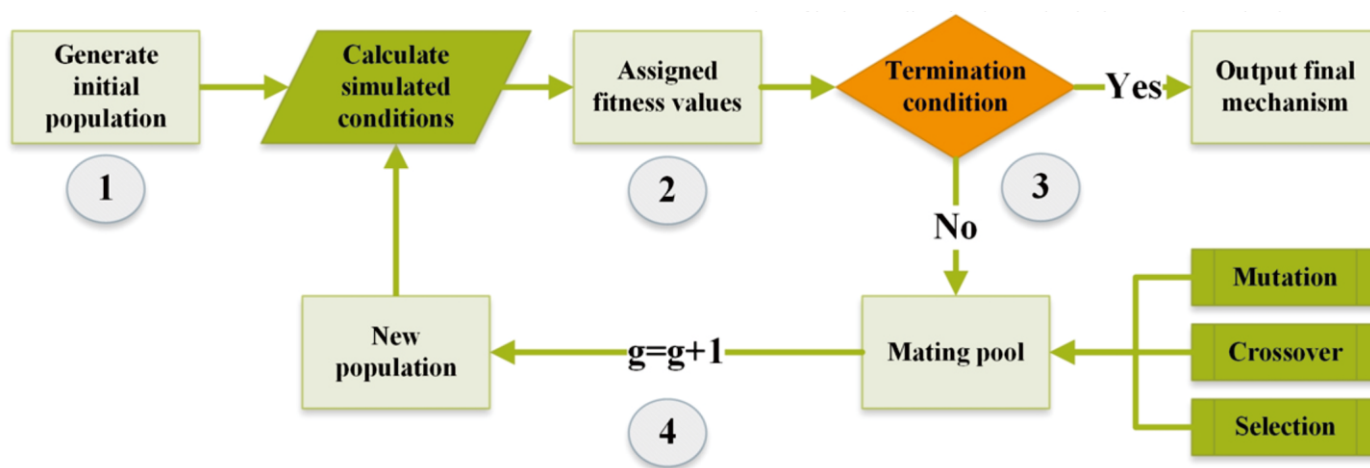 Generate
initial
population
Calculate
simulated
conditions
Assigned
fitness values
Termination
condition
Yes
Output final
mechanism
1
2
3
No
Mutation
New
population
g=g+1
Mating pool
Crossover
4
Selection